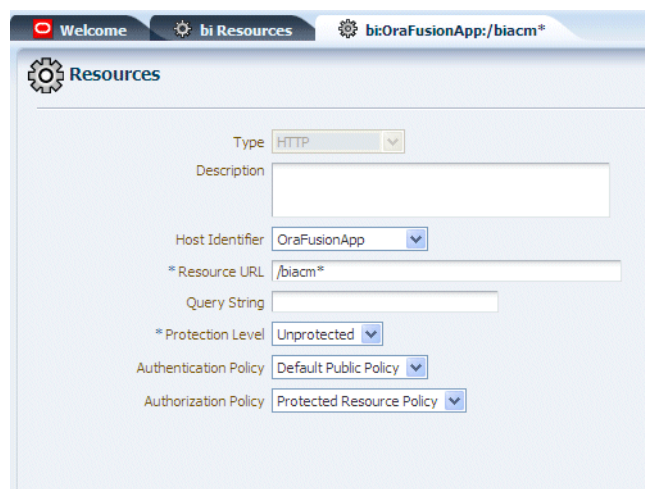 Welcome bi Resources bi:OraFusionApp:/biacm*
Resources
Type HTTP
Description
Host Identifier OraFusionApp
* Resource URL /biacm*
Query String
* Protection Level Unprotected
Authentication Policy Default Public Policy
Authorization Policy Protected Resource Policy